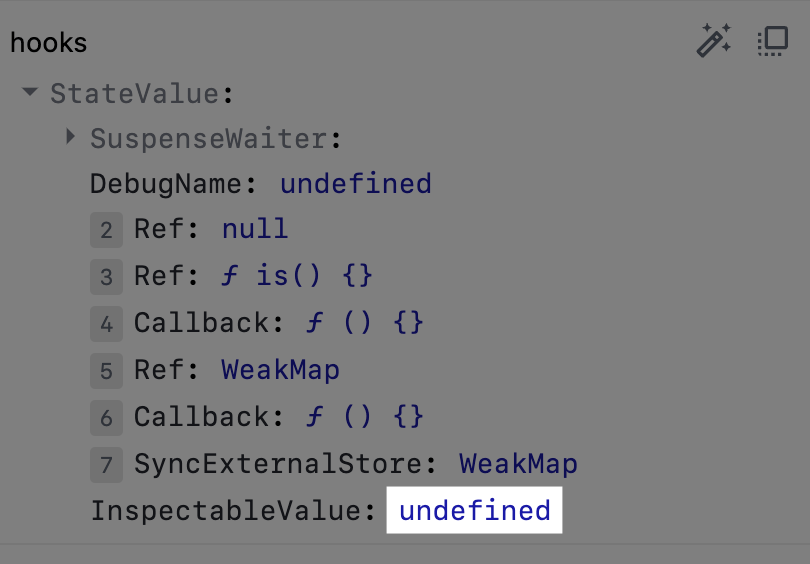 hooks
StateValue:
SuspenseWaiter:
DebugName: undefined
2 Ref: null
3 Ref: ƒ is() {}
4 Callback: ƒ () {}
5 Ref: WeakMap
6 Callback: ƒ () {}
7 SyncExternalStore: WeakMap
InspectableValue: undefined